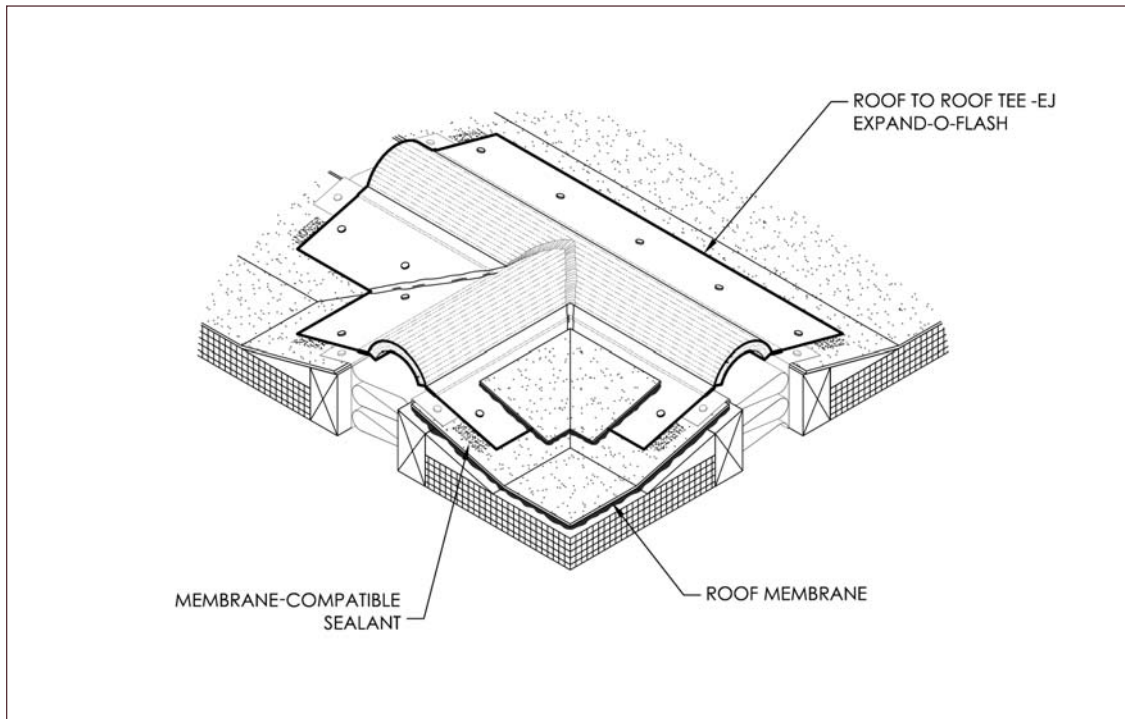 ROOF TO ROOF TEE -EJ
EXPAND-O-FLASH
MEMBRANE-COMPATIBLE
SEALANT
ROOF MEMBRANE